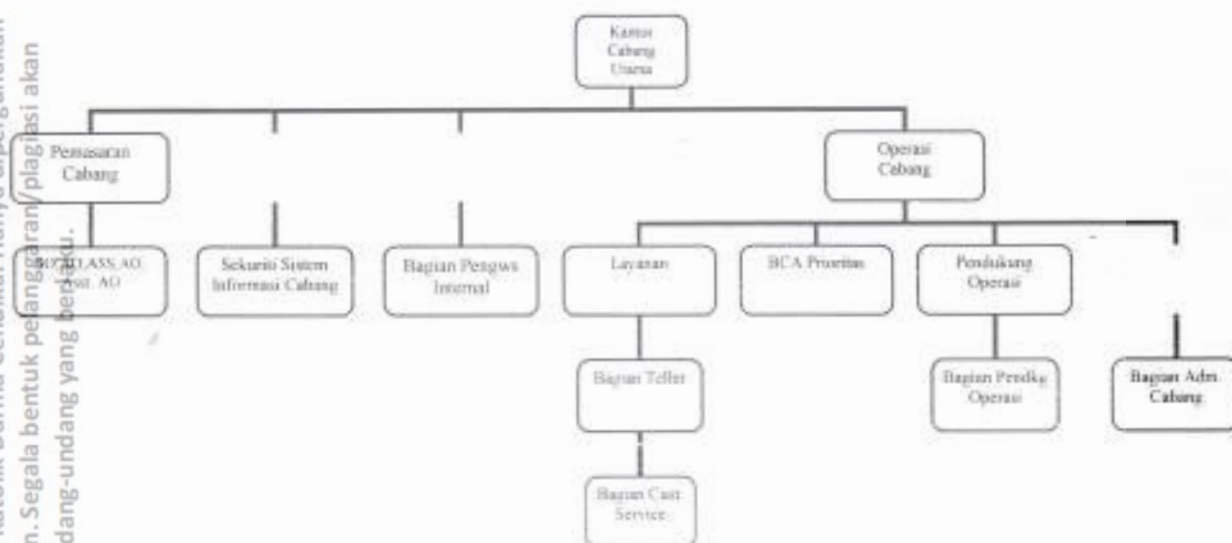 Kantor
Cabang
Utama
Pemasaran
Cabang
Operasi
Cabang
ASS, AO,
AO
Sekuriti Sistem
Informasi Cabang
Bagian Pengws
Internal
Layanan
BCA Prioritas
Pendukung
Operasi
Bagian Teller
Bagian Pendkg
Operasi
Bagian Adm.
Cabang
Bagian Cust
Service
n. Segala bentuk pelanggaran/plagiasi akan
dang-undang yang berlaku.